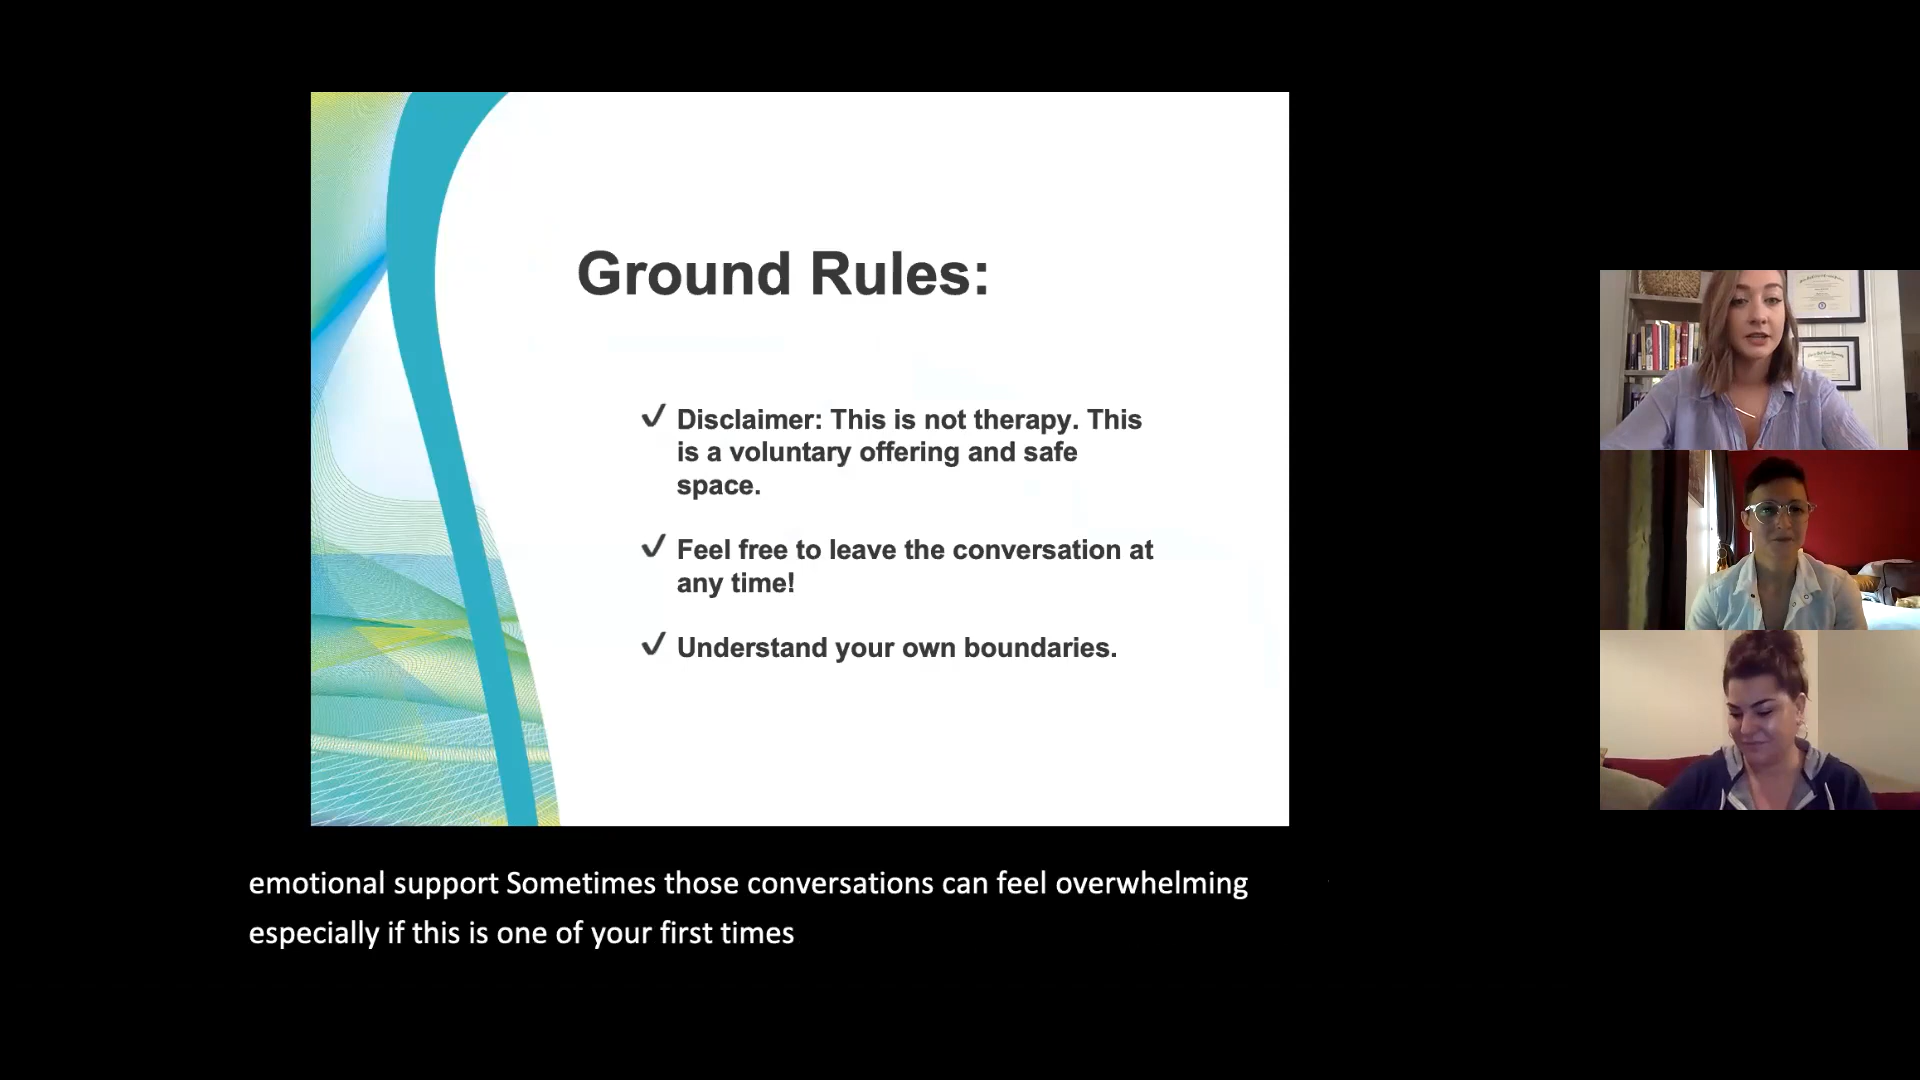 Ground Rules:
✓ Disclaimer: This is not therapy. This
is a voluntary offering and safe
space.
✓ Feel free to leave the conversation at
any time!
✓ Understand your own boundaries.
emotional support Sometimes those conversations can feel overwhelming
especially if this is one of your first times